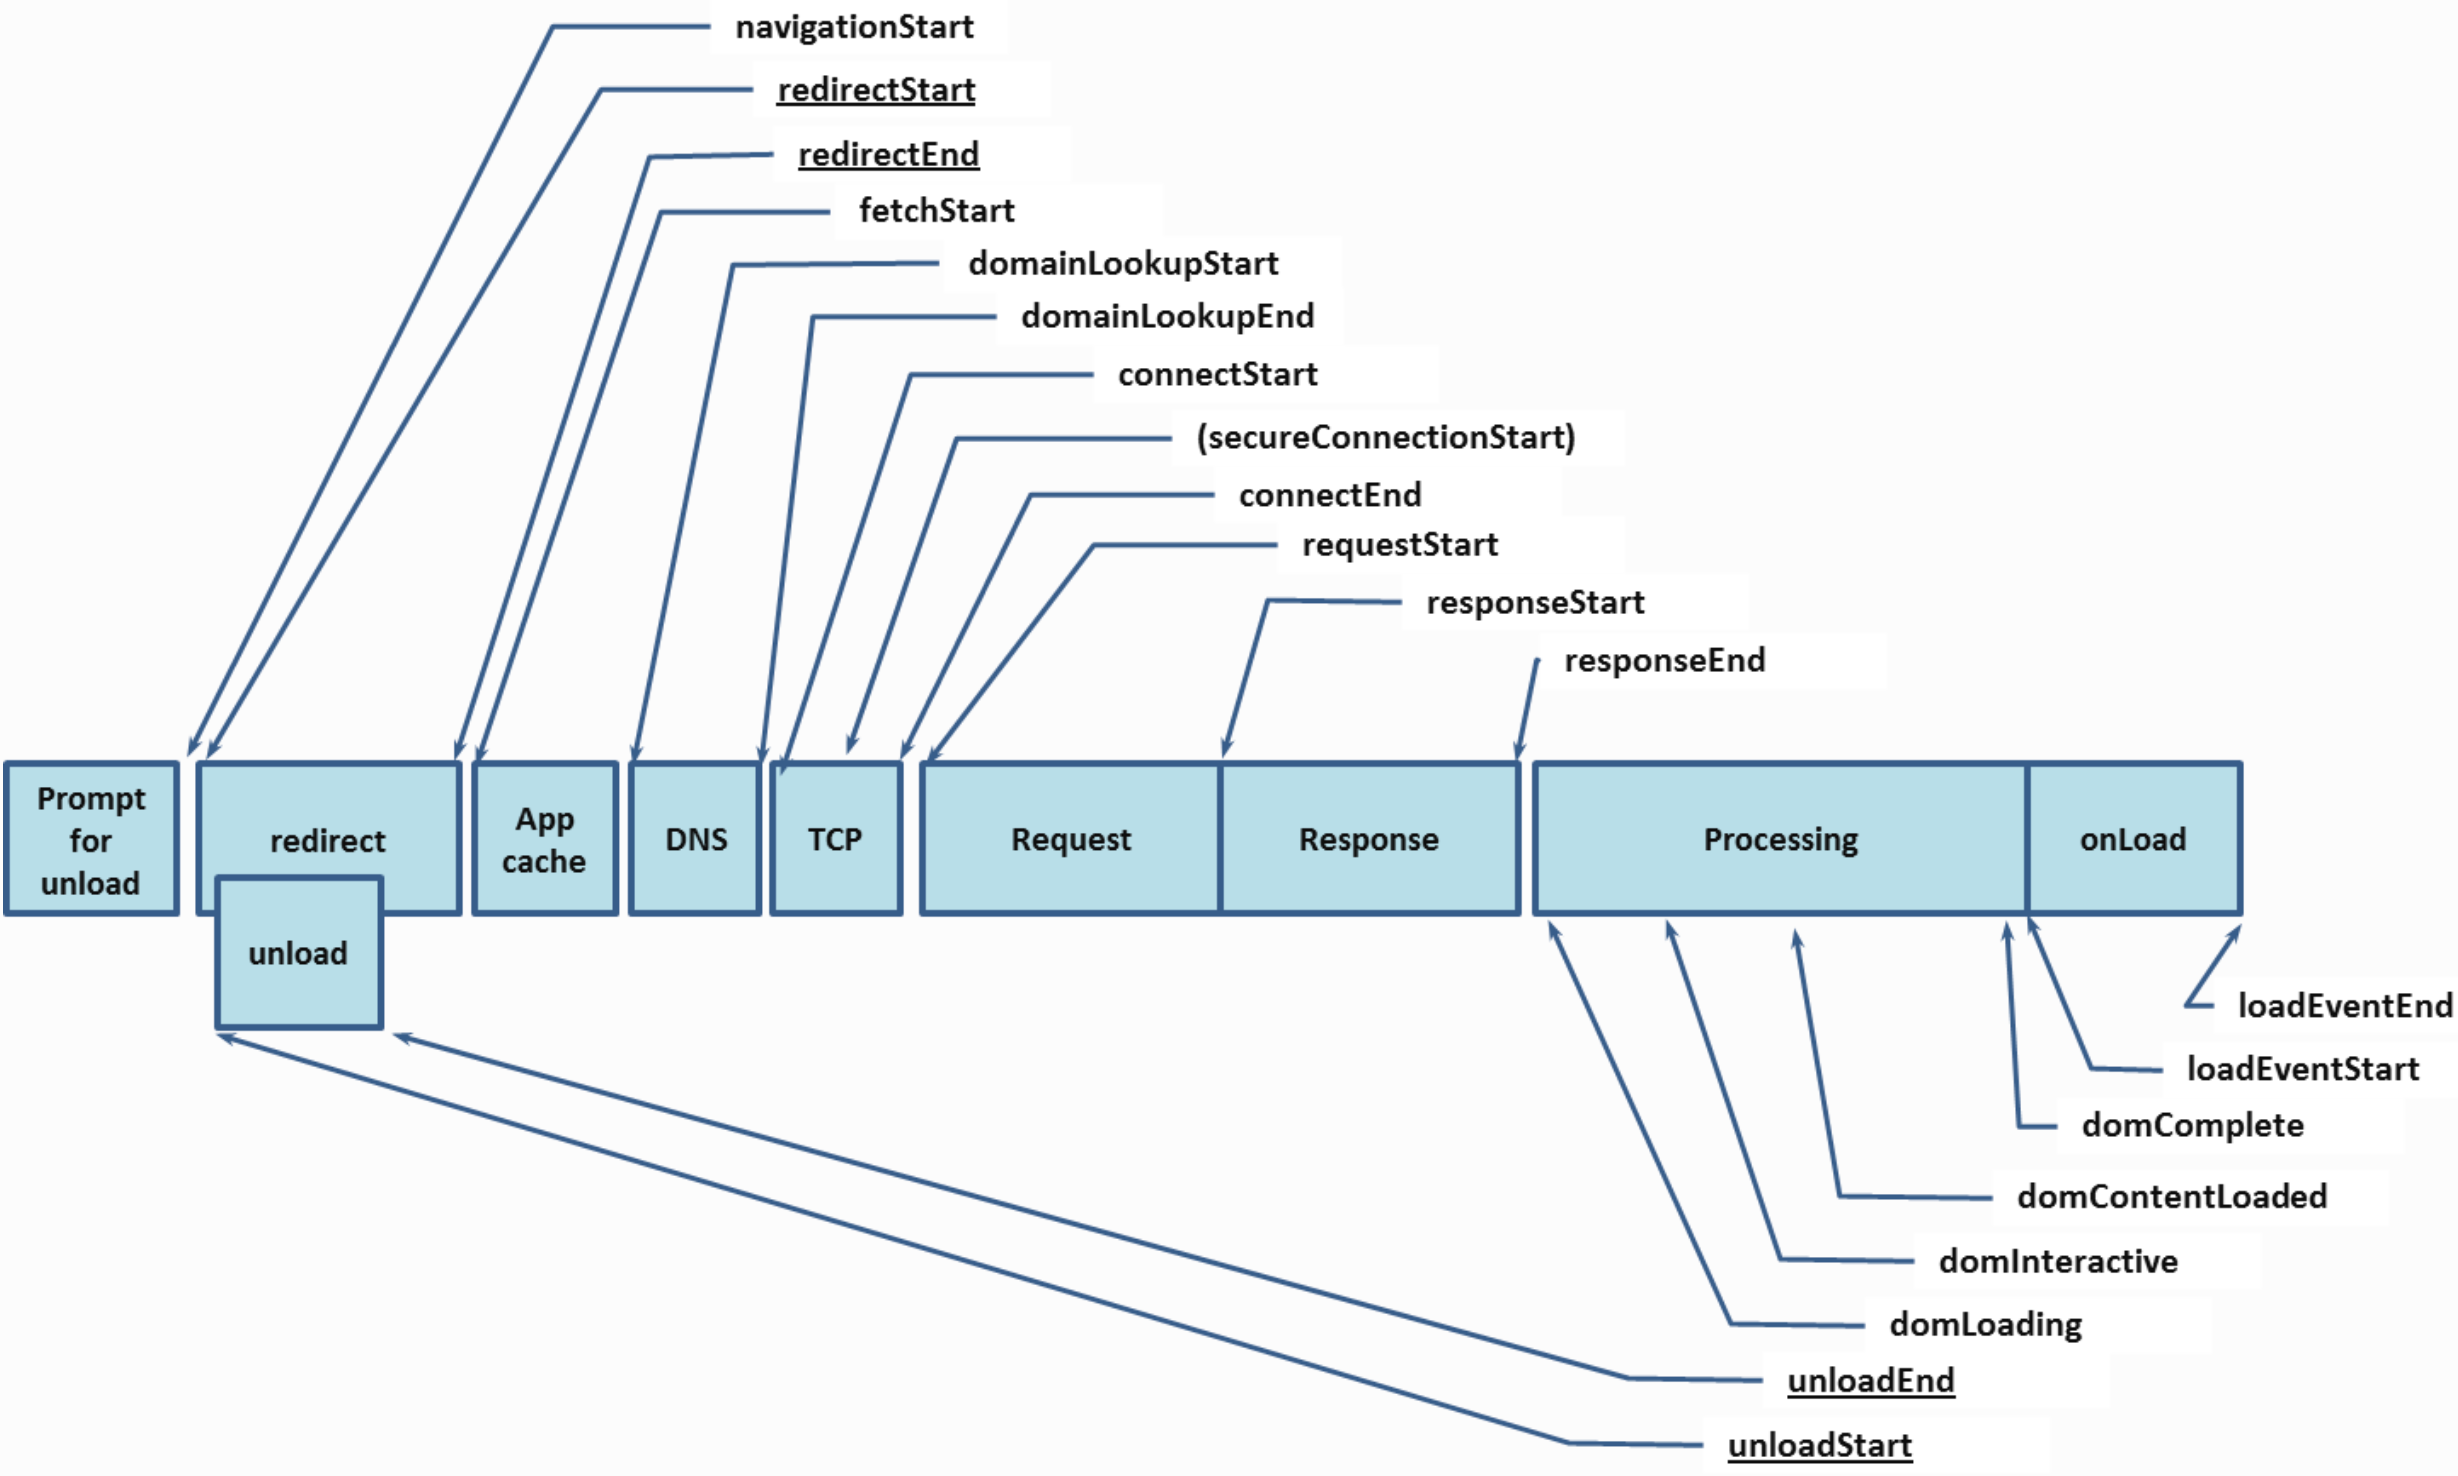 navigationStart
redirectStart
redirectEnd
fetchStart
domainLookupStart
domainLookupEnd
connectStart
(secureConnectionStart)
connectEnd
requestStart
responseStart
responseEnd
Prompt
for
unload
redirect
unload
App
cache
DNS
TCP
Request
Response
Processing
onLoad
loadEventEnd
loadEventStart
domComplete
domContentLoaded
domInteractive
domLoading
unloadEnd
unloadStart